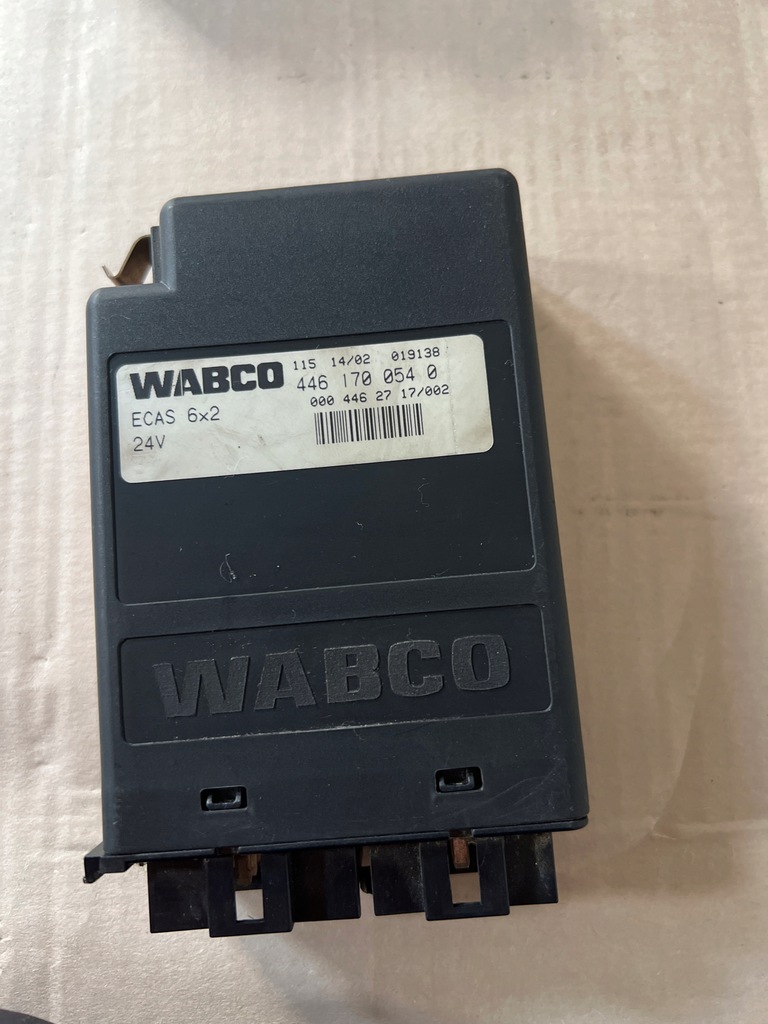 115 14/02 019138
WABCO 446 170 054 0
000 446 27 17/002
ECAS 6x2
24V
WABCO